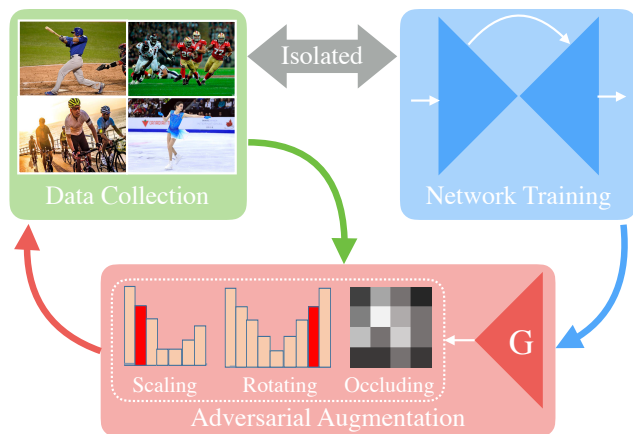 Isolated
Data Collection
Network Training
G
Scaling
Rotating
Occluding
Adversarial Augmentation